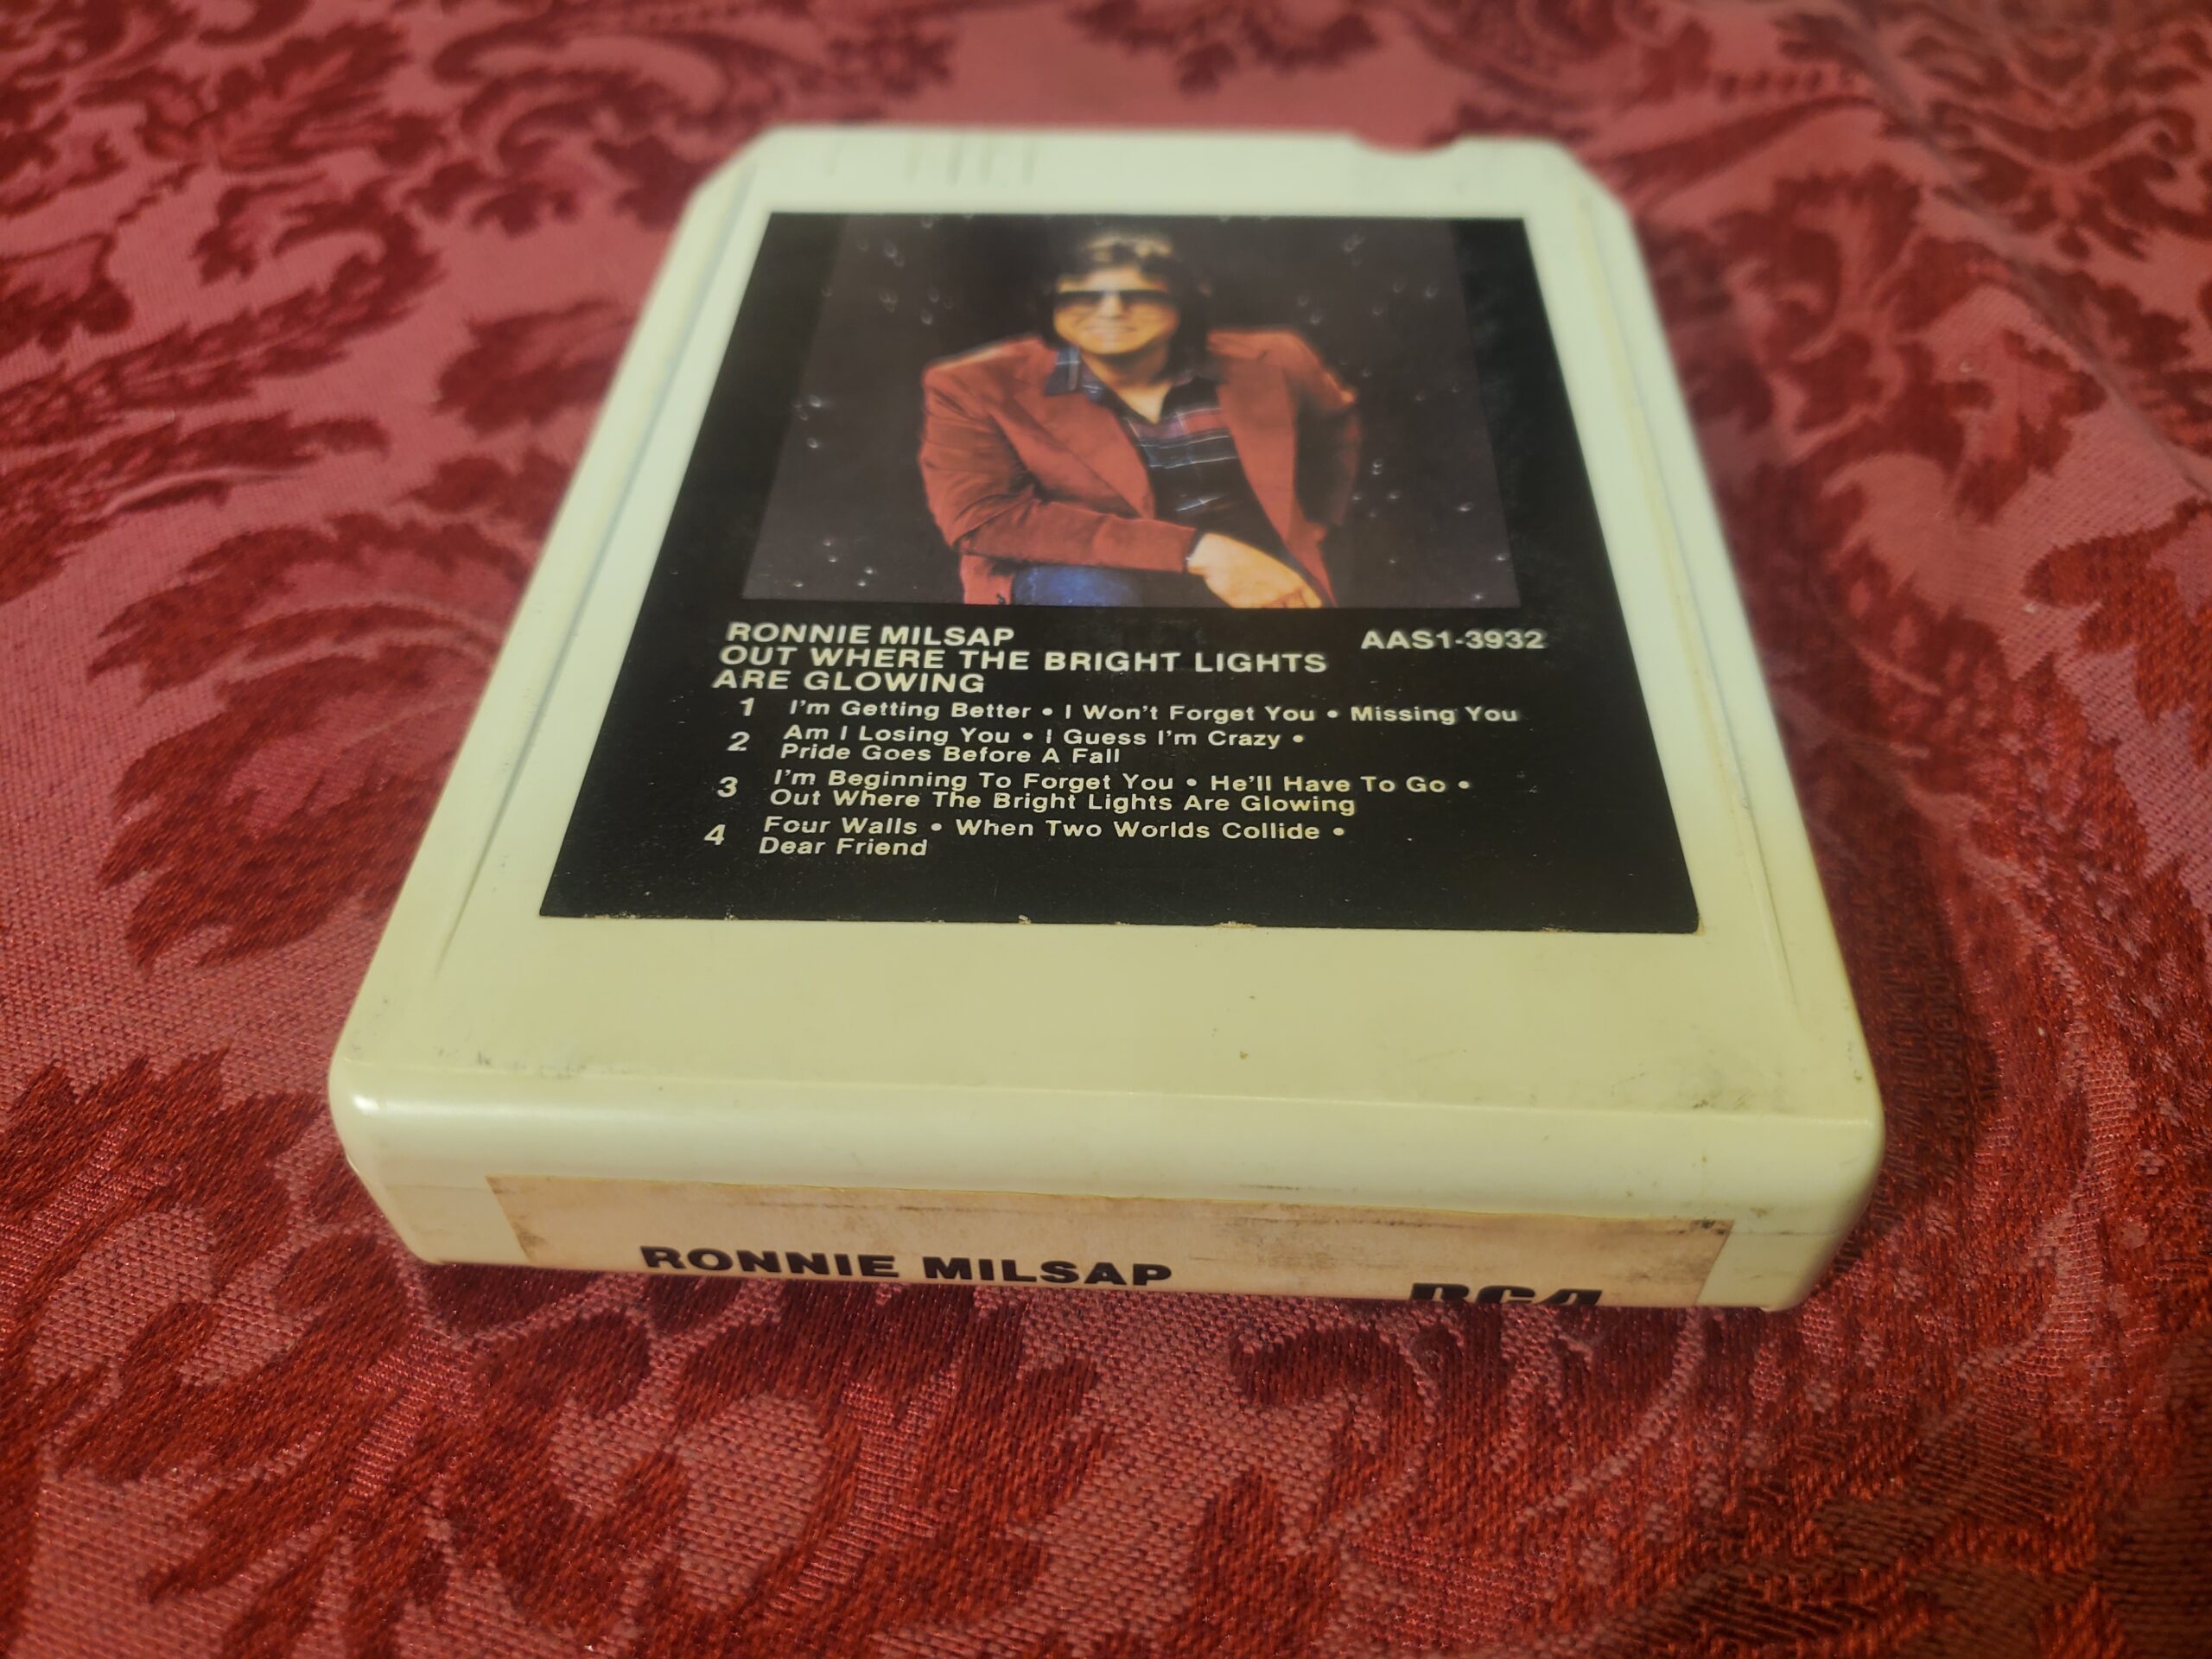 RONNIE MILSAP AAS1-3932
OUT WHERE THE BRIGHT LIGHTS
ARE GLOWING
1 I'm Getting Better • I Won't Forget You • Missing You
2 Am I Losing You • I Guess I'm Crazy •
Pride Goes Before A Fall
3 I'm Beginning To Forget You • He'll Have To Go •
Out Where The Bright Lights Are Glowing
4 Four Walls • When Two Worlds Collide •
Dear Friend
RONNIE MILSAP RCA